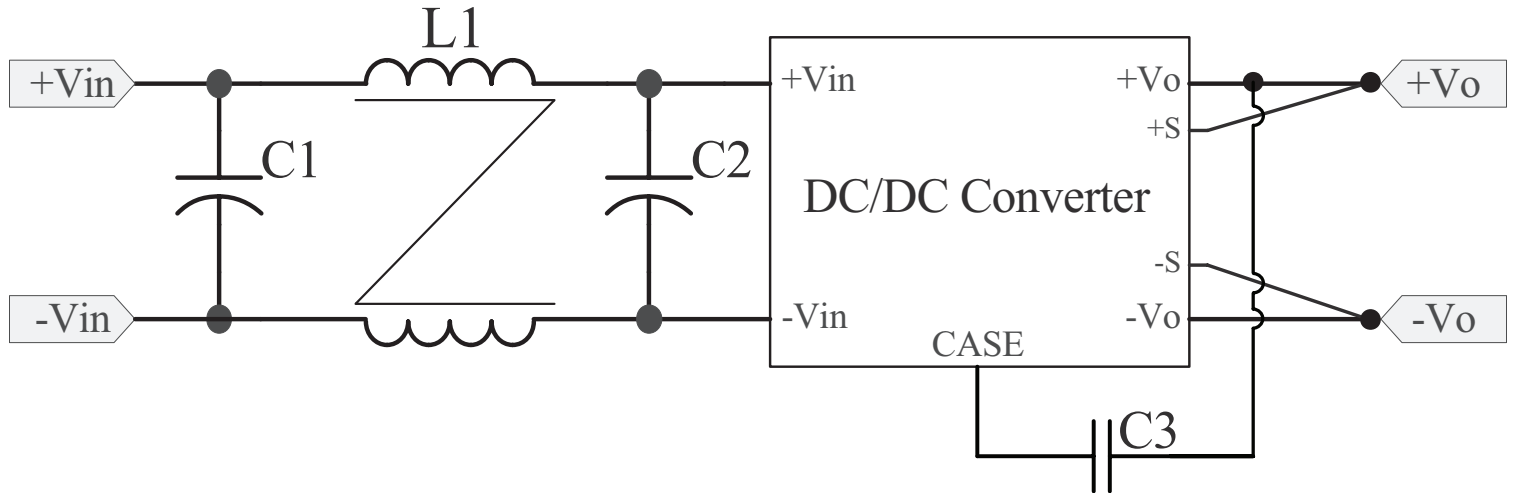 L1
+Vin
+Vin
+Vo
+Vo
+S
C1
C2
DC/DC Converter
-S
-Vin
-Vin
-Vo
-Vo
CASE
C3